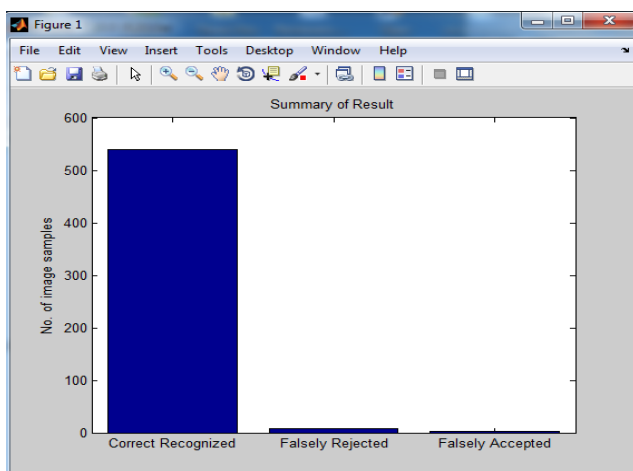 Figure 1
File Edit View Insert Tools Desktop Window Help
Summary of Result
600
500
400
300
200
100
0
No. of image samples
Correct Recognized Falsely Rejected Falsely Accepted